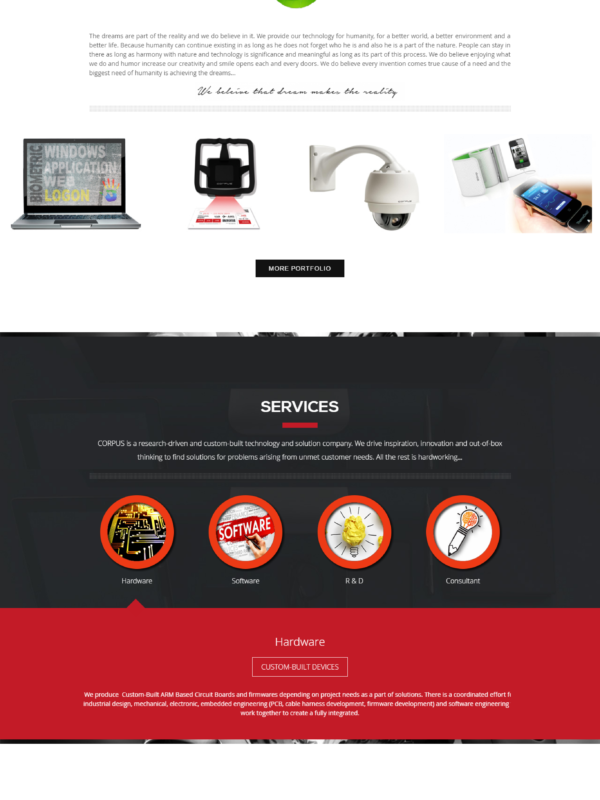 The dreams are part of the reality and we do believe in it. We provide our technology for humanity, for a better world, a better environment and a
better life. Because humanity can continue existing in as long as he does not forget who he is and also he is a part of the nature. People can stay in
there as long as harmony with nature and technology is significance and meaningful as long as its part of this process. We do believe enjoying what
we do and humor increase our creativity and smile opens each and every doors. We do believe every invention comes true cause of a need and the
biggest need of humanity is achieving the dreams...
We beleive that dream makes the reality
BIOMETRIC
WINDOWS
APPLICATION
WEB
LOGON
MORE PORTFOLIO
SERVICES
CORPUS is a research-driven and custom-built technology and solution company. We drive inspiration, innovation and out-of-box
thinking to find solutions for problems arising from unmet customer needs. All the rest is hardworking...
SOFTWARE
Hardware
Software
R & D
Consultant
Hardware
CUSTOM-BUILT DEVICES
We produce Custom-Built ARM Based Circuit Boards and firmwares depending on project needs as a part of solutions. There is a coordinated effort f
industrial design, mechanical, electronic, embedded engineering (PCB, cable harness development, firmware development) and software engineering
work together to create a fully integrated.